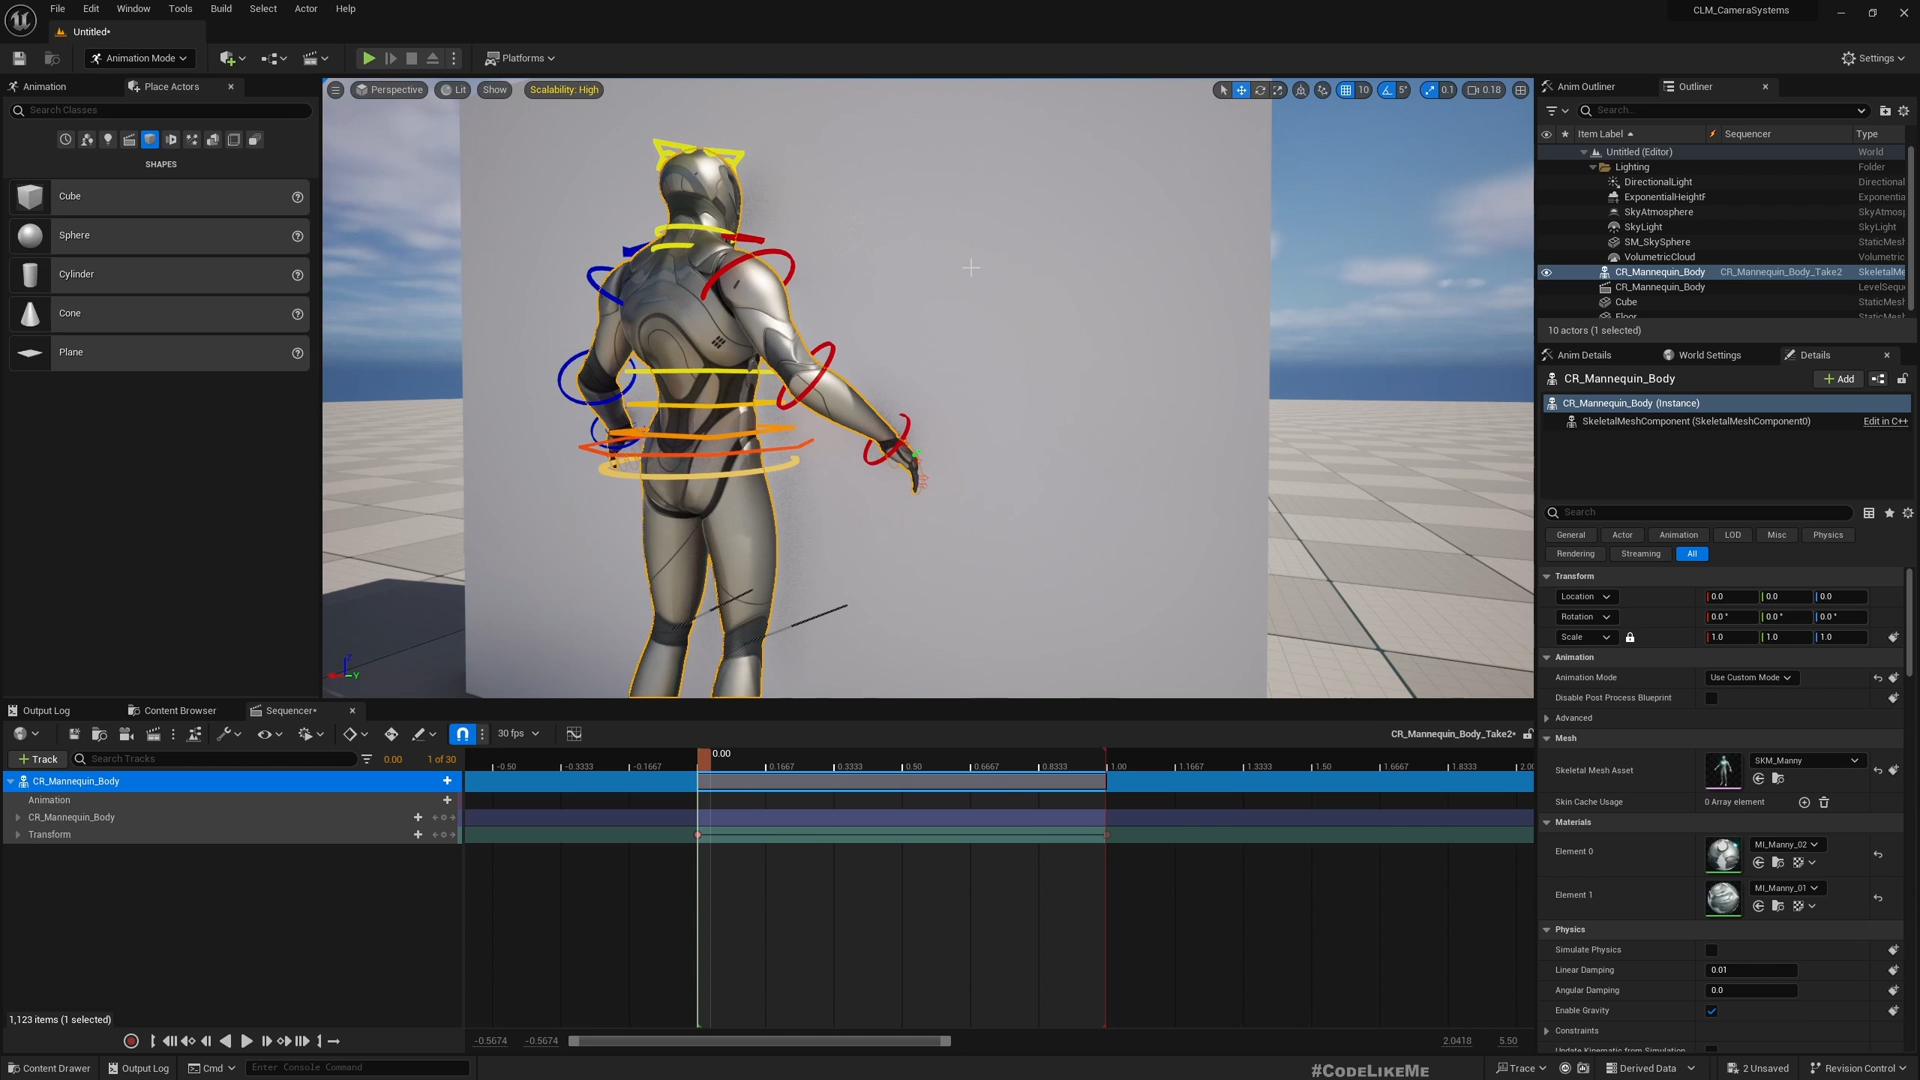 File Edit Window Tools Build Select Actor Help
CLM_CameraSystems
Untitled*
Animation Mode
Platforms
Settings
Animation
Place Actors
Search Classes
SHAPES
Cube
Sphere
Cylinder
Cone
Plane
Perspective
Lit
Show
Scalability: High
10
5°
0.1
0.18
Anim Outliner
Outliner
Search...
Item Label
Sequencer
Type
Untitled (Editor)
World
Lighting
Folder
DirectionalLight
Directional
ExponentialHeightF
Exponentia
SkyAtmosphere
SkyAtmosp
SkyLight
SkyLight
SM_SkySphere
StaticMesh
VolumetricCloud
Volumetric
CR_Mannequin_Body
CR_Mannequin_Body_Take2
SkeletalMe
CR_Mannequin_Body
LevelSeque
Cube
StaticMesh
Floor
StaticMesh
10 actors (1 selected)
Anim Details
World Settings
Details
CR_Mannequin_Body
Add
CR_Mannequin_Body (Instance)
SkeletalMeshComponent (SkeletalMeshComponent0)
Edit in C++
Search
General
Actor
Animation
LOD
Misc
Physics
Rendering
Streaming
All
Transform
Location
0.0
0.0
0.0
Rotation
0.0 °
0.0 °
0.0 °
Scale
1.0
1.0
1.0
Animation
Animation Mode
Use Custom Mode
Disable Post Process Blueprint
Advanced
Mesh
Skeletal Mesh Asset
SKM_Manny
Skin Cache Usage
0 Array element
Materials
Element 0
MI_Manny_02
Element 1
MI_Manny_01
Physics
Simulate Physics
Linear Damping
0.01
Angular Damping
0.0
Enable Gravity
Constraints
Update Kinematic from Simulation
Output Log
Content Browser
Sequencer*
30 fps
CR_Mannequin_Body_Take2*
Track
Search Tracks
0.00
1 of 30
0.00
-0.50
-0.3333
-0.1667
0.1667
0.3333
0.50
0.6667
0.8333
1.00
1.1667
1.3333
1.50
1.6667
1.8333
2.00
CR_Mannequin_Body
Animation
CR_Mannequin_Body
Transform
1,123 items (1 selected)
-0.5674
-0.5674
2.0418
5.50
Content Drawer
Output Log
Cmd
Enter Console Command
#CodeLikeMe
Trace
Derived Data
2 Unsaved
Revision Control
Z
Y